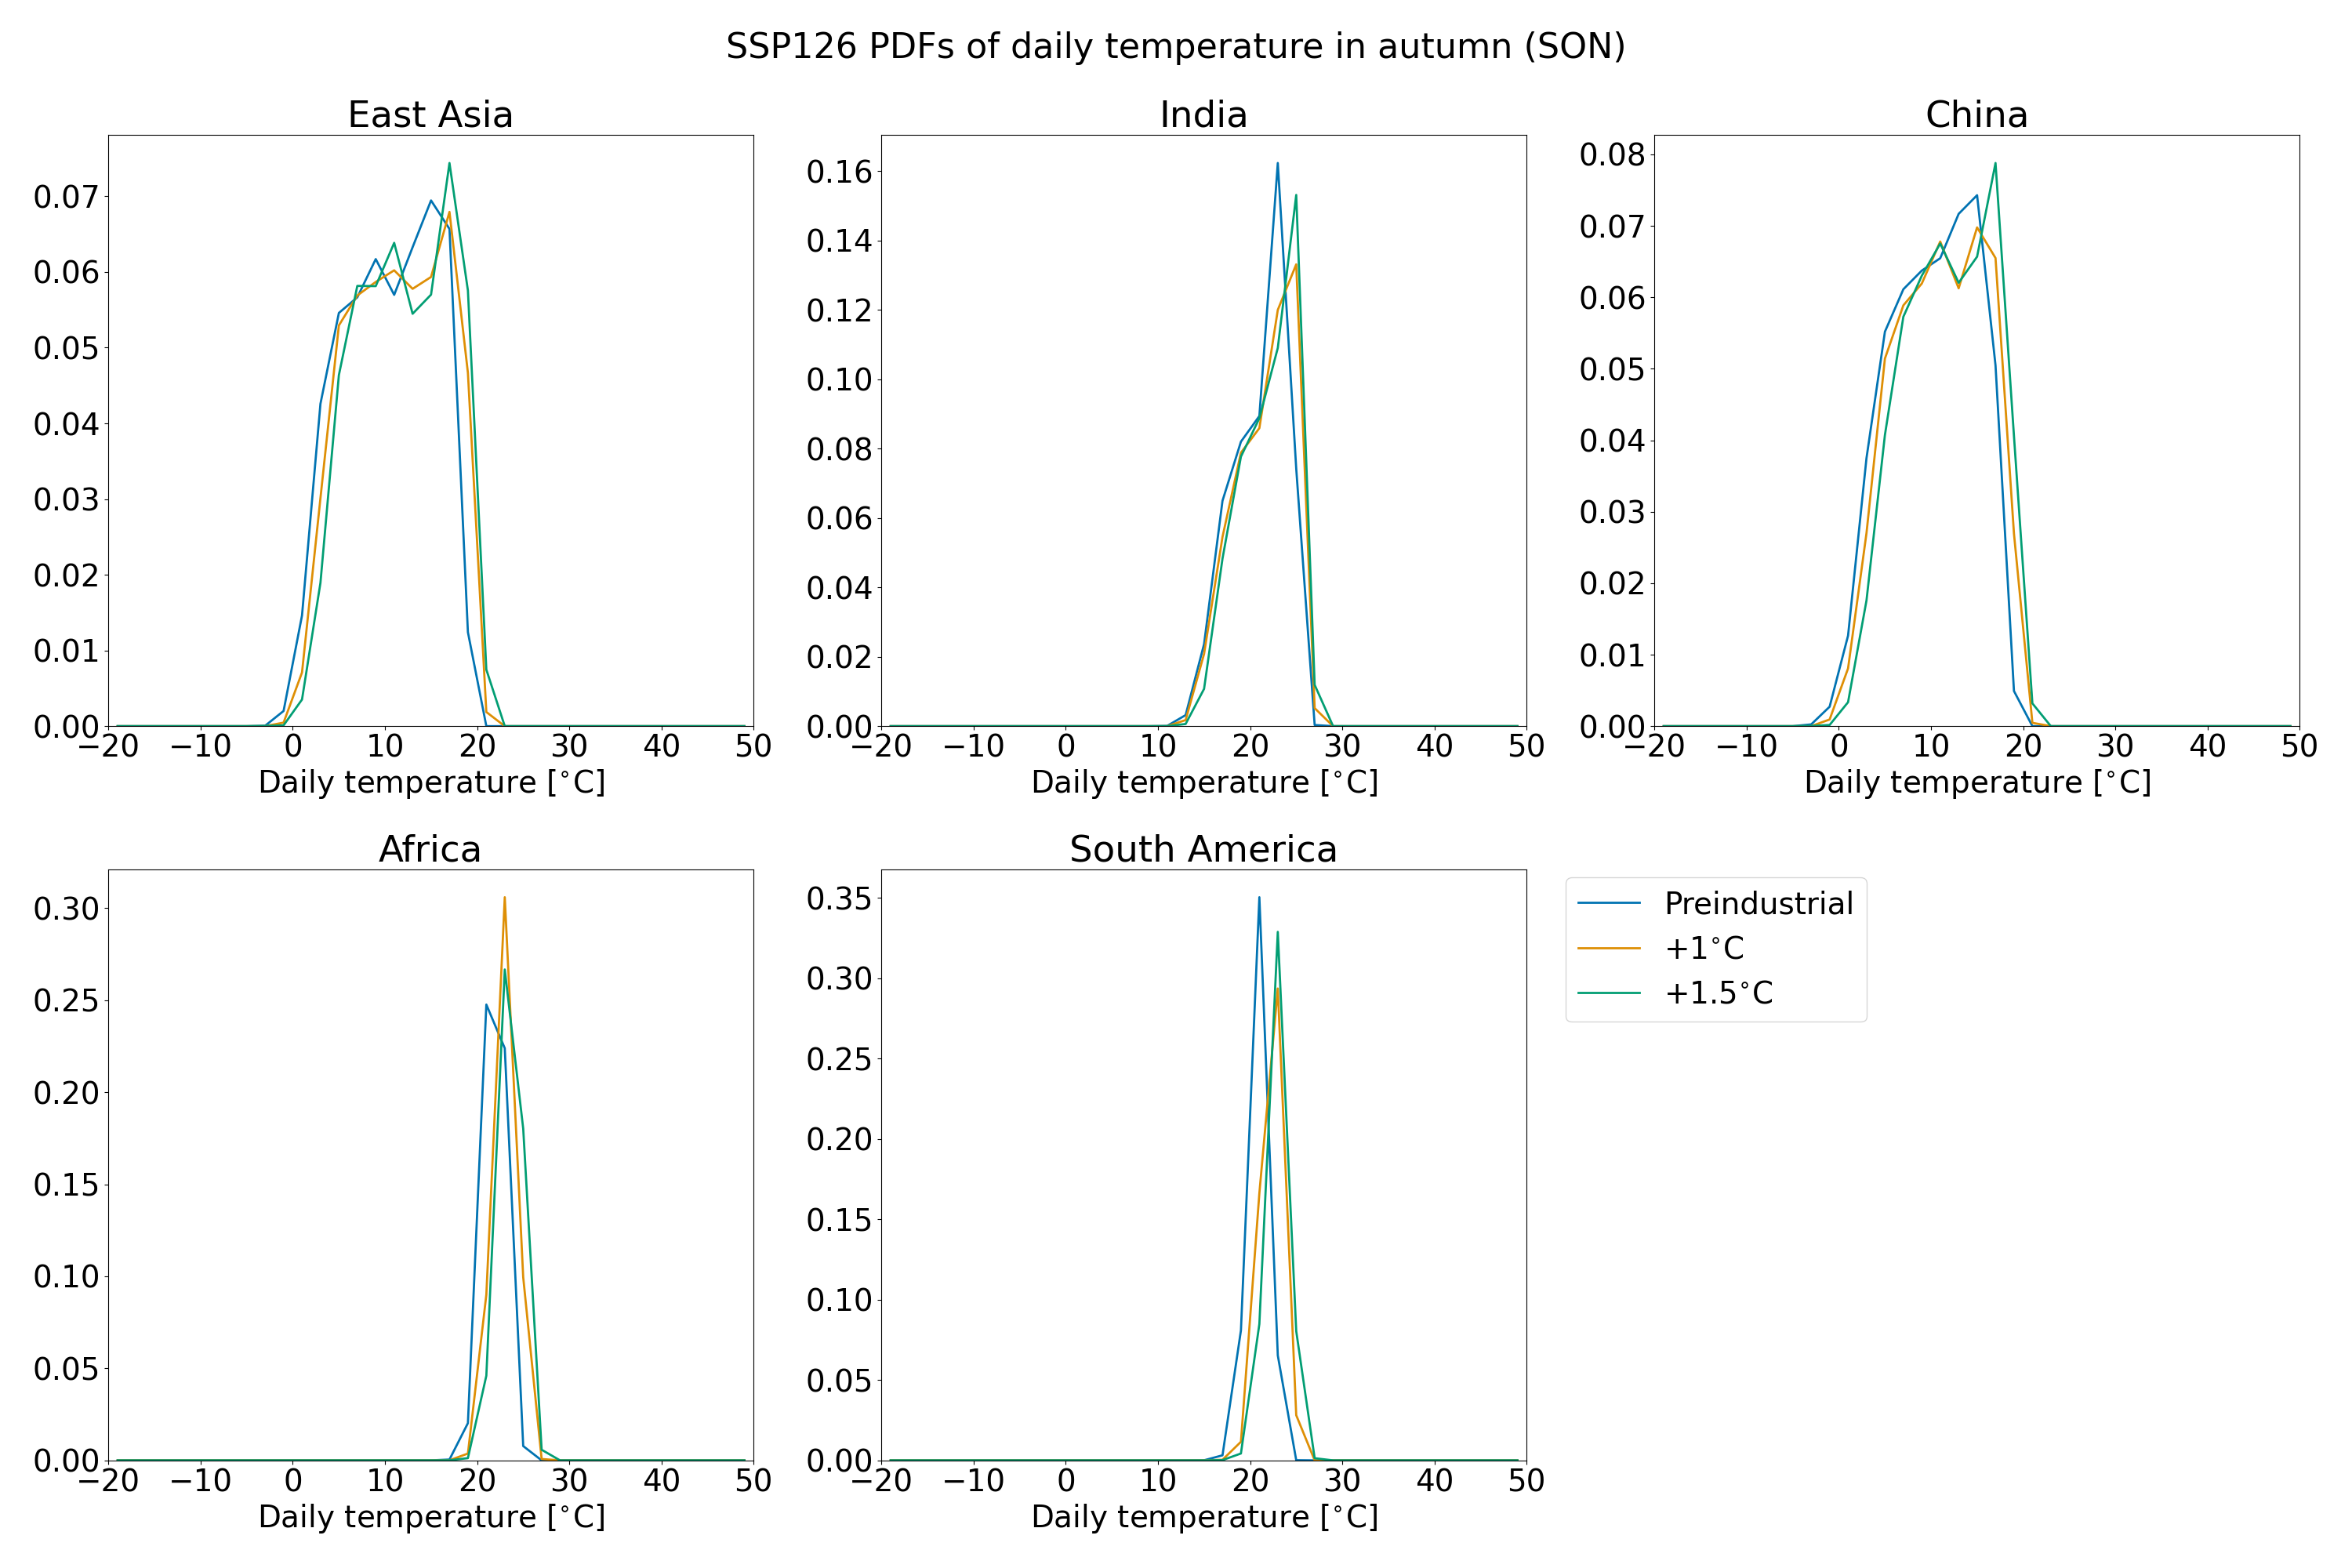 SSP126 PDFs of daily temperature in autumn (SON)
East Asia
0.07
0.06
0.05
0.04
0.03
0.02
0.01
0.00
−20 −10 0 10 20 30 40 50
Daily temperature [°C]
India
0.16
0.14
0.12
0.10
0.08
0.06
0.04
0.02
0.00
−20 −10 0 10 20 30 40 50
Daily temperature [°C]
China
0.08
0.07
0.06
0.05
0.04
0.03
0.02
0.01
0.00
−20 −10 0 10 20 30 40 50
Daily temperature [°C]
Africa
0.30
0.25
0.20
0.15
0.10
0.05
0.00
−20 −10 0 10 20 30 40 50
Daily temperature [°C]
South America
0.35
0.30
0.25
0.20
0.15
0.10
0.05
0.00
−20 −10 0 10 20 30 40 50
Daily temperature [°C]
Preindustrial
+1°C
+1.5°C